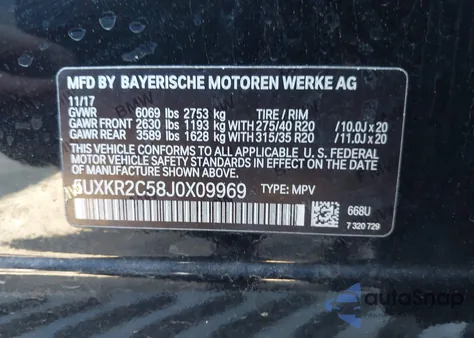 MFD BY BAYERISCHE MOTOREN WERKE AG
11/17
GVWR 6069 lbs 2753 kg TIRE / RIM
GAWR FRONT 2630 lbs 1193 kg WITH 275/40 R20 /10.0J x 20
GAWR REAR 3589 lbs 1628 kg WITH 315/35 R20 /11.0J x 20
THIS VEHICLE CONFORMS TO ALL APPLICABLE U.S. FEDERAL
MOTOR VEHICLE SAFETY AND THEFT PREVENTION STANDARDS
IN EFFECT ON THE DATE OF MANUFACTURE SHOWN ABOVE.
5UXKR2C58J0X09969 TYPE: MPV
668U
7 320 729
autoSnap